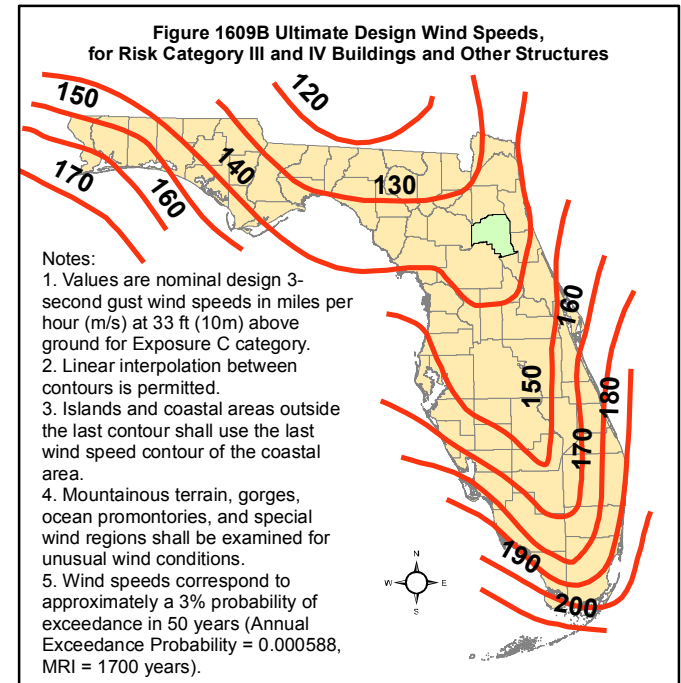 Figure 1609B Ultimate Design Wind Speeds,
for Risk Category III and IV Buildings and Other Structures
120
150
140
130
170
160
Notes:
1. Values are nominal design 3-
second gust wind speeds in miles per
hour (m/s) at 33 ft (10m) above
ground for Exposure C category.
2. Linear interpolation between
contours is permitted.
3. Islands and coastal areas outside
the last contour shall use the last
wind speed contour of the coastal
area.
4. Mountainous terrain, gorges,
ocean promontories, and special
wind regions shall be examined for
unusual wind conditions.
5. Wind speeds correspond to
approximately a 3% probability of
exceedance in 50 years (Annual
Exceedance Probability = 0.000588,
MRI = 1700 years).
160
150
180
170
190
200
N
W E
S